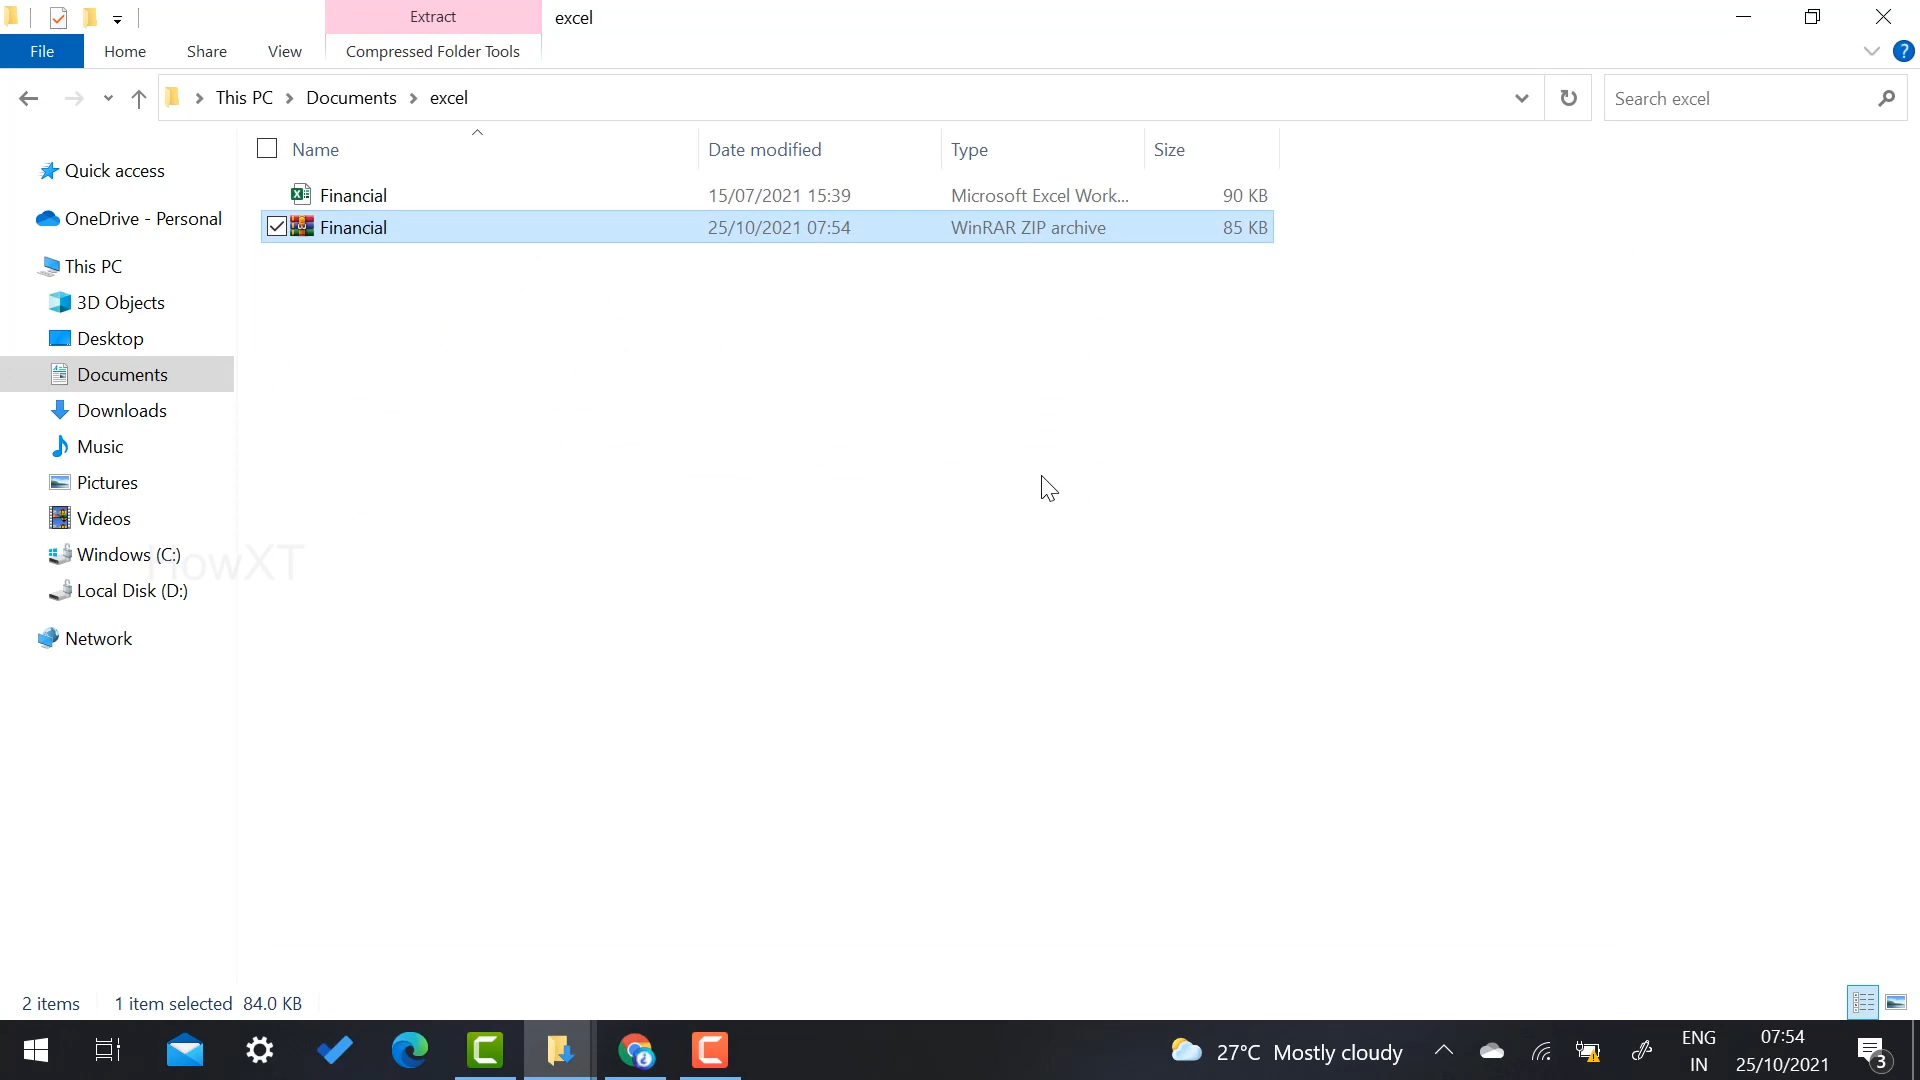 Extract
excel
File
Home
Share
View
Compressed Folder Tools
This PC
Documents
excel
Search excel
Name
Date modified
Type
Size
Financial
15/07/2021 15:39
Microsoft Excel Work...
90 KB
Financial
25/10/2021 07:54
WinRAR ZIP archive
85 KB
Quick access
OneDrive - Personal
This PC
3D Objects
Desktop
Documents
Downloads
Music
Pictures
Videos
Windows (C:)
HowXT
Local Disk (D:)
Network
2 items
1 item selected 84.0 KB
27°C Mostly cloudy
ENG
IN
07:54
25/10/2021
3